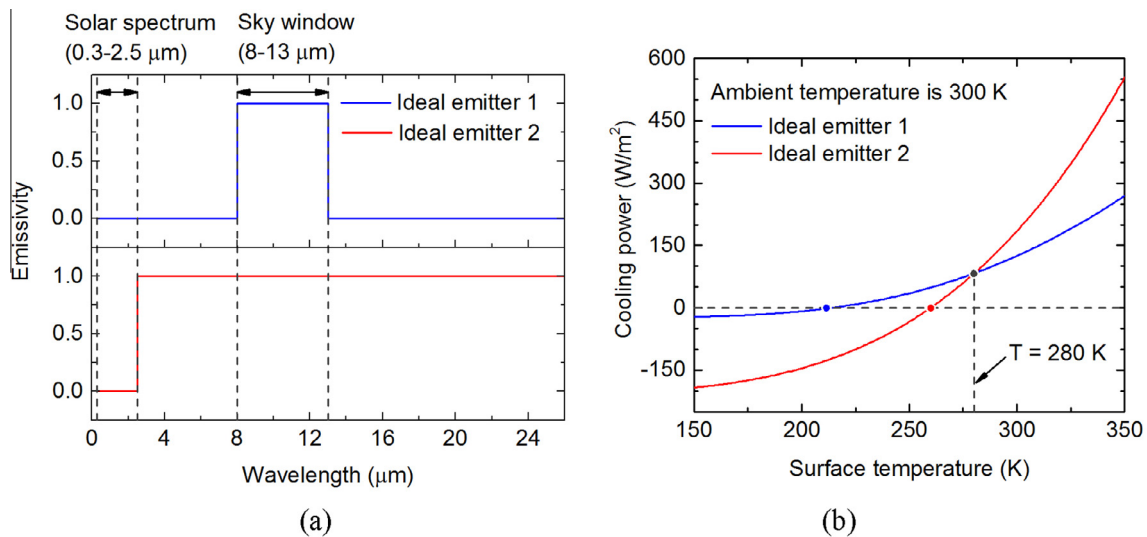 Solar spectrum
(0.3-2.5 μm)
Sky window
(8-13 μm)
1.0
0.5
0.0
Ideal emitter 1
Ideal emitter 2
1.0
0.5
0.0
Emissivity
0 4 8 12 16 20 24
Wavelength (μm)
(a)
600
450
300
150
0
-150
Cooling power (W/m²)
Ambient temperature is 300 K
Ideal emitter 1
Ideal emitter 2
T = 280 K
150 200 250 300 350
Surface temperature (K)
(b)